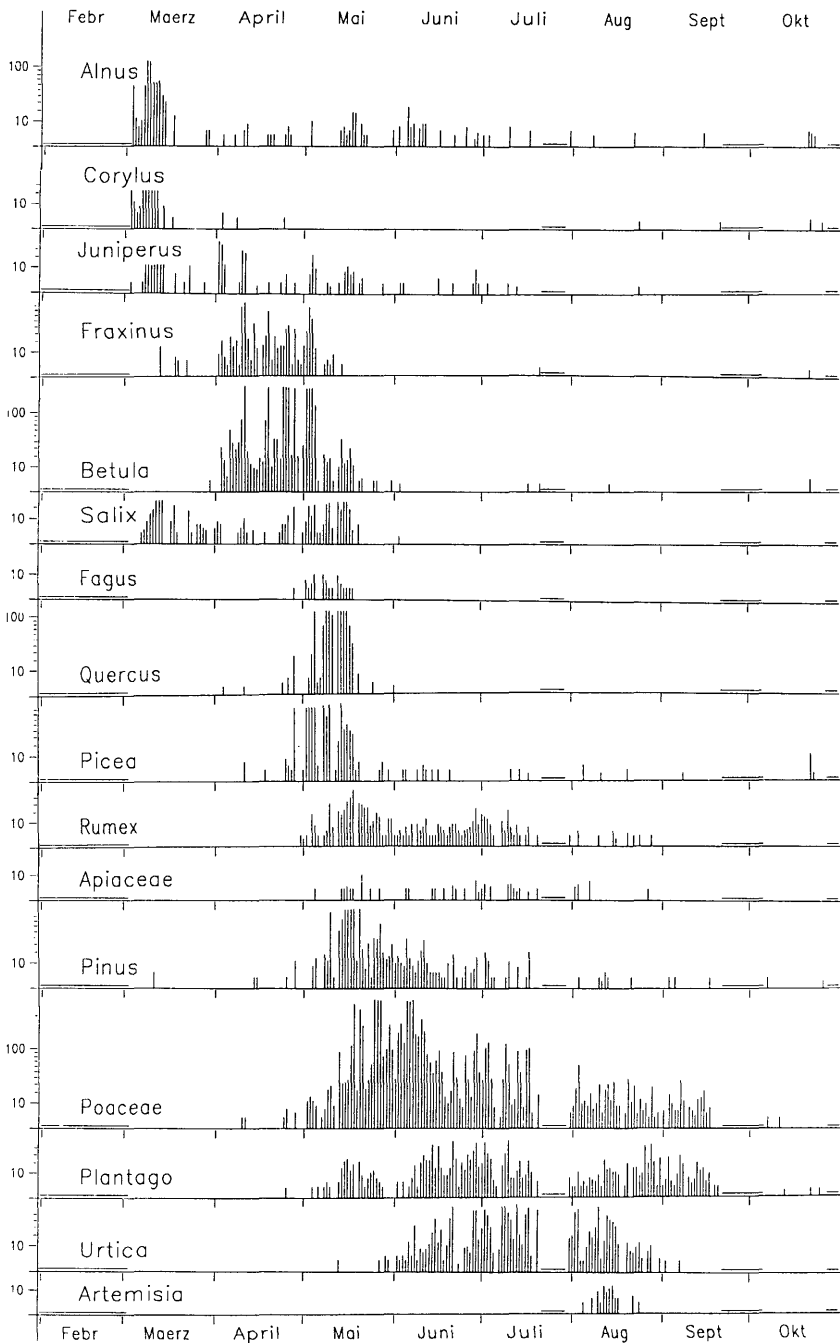 Febr Maerz April Mai Juni Juli Aug Sept Okt
100
Alnus
10
Corylus
10
Juniperus
10
Fraxinus
10
100
Betula
10
Salix
10
Fagus
10
100
Quercus
10
Picea
10
Rumex
10
Apiaceae
10
Pinus
10
100
Poaceae
10
Plantago
10
Urtica
10
Artemisia
10
Febr Maerz April Mai Juni Juli Aug Sept Okt